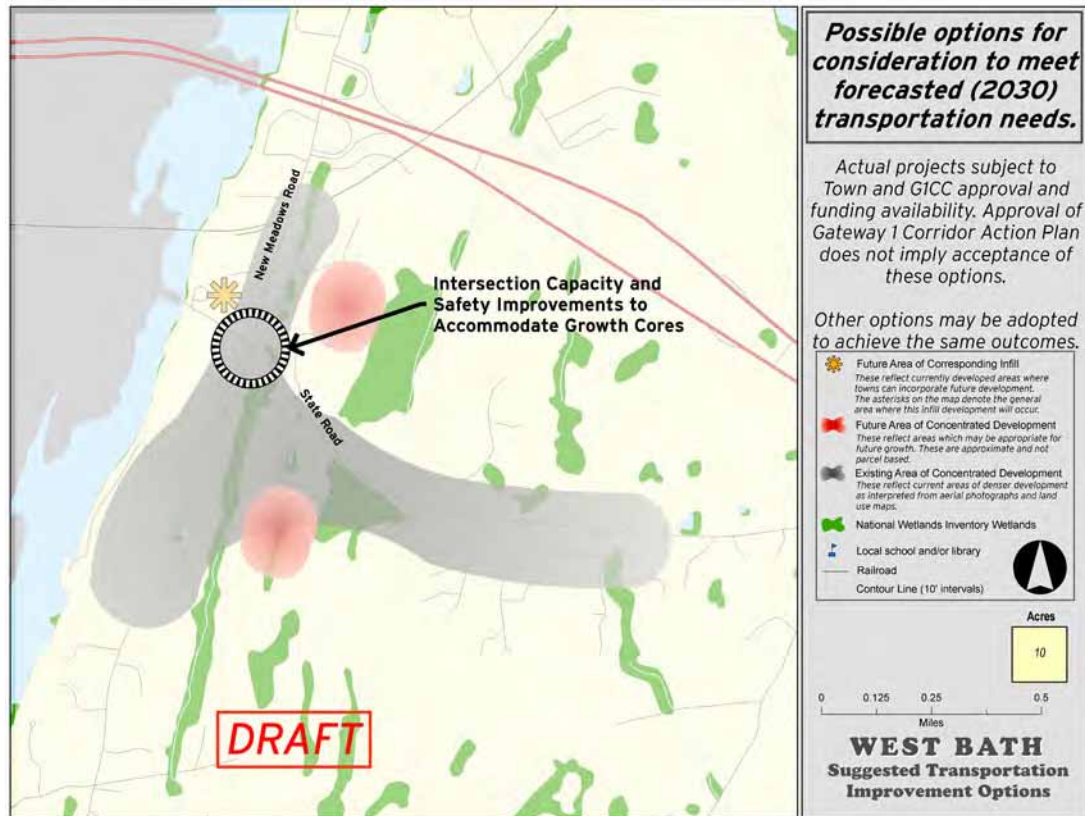 New Meadows Road
Intersection Capacity and
Safety Improvements to
Accommodate Growth Cores
State Road
DRAFT
Possible options for
consideration to meet
forecasted (2030)
transportation needs.
Actual projects subject to
Town and G1CC approval and
funding availability. Approval of
Gateway 1 Corridor Action Plan
does not imply acceptance of
these options.
Other options may be adopted
to achieve the same outcomes.
Future Area of Corresponding Infill
These reflect currently developed areas where
towns can incorporate future development.
The asterisks on the map denote the general
area where this infill development will occur.
Future Area of Concentrated Development
These reflect areas which may be appropriate for
future growth. These are approximate and not
parcel based.
Existing Area of Concentrated Development
These reflect current areas of denser development
as interpreted from aerial photographs and land
use maps.
National Wetlands Inventory Wetlands
Local school and/or library
Railroad
Contour Line (10' intervals)
Acres
10
0 0.125 0.25 0.5
Miles
WEST BATH
Suggested Transportation
Improvement Options